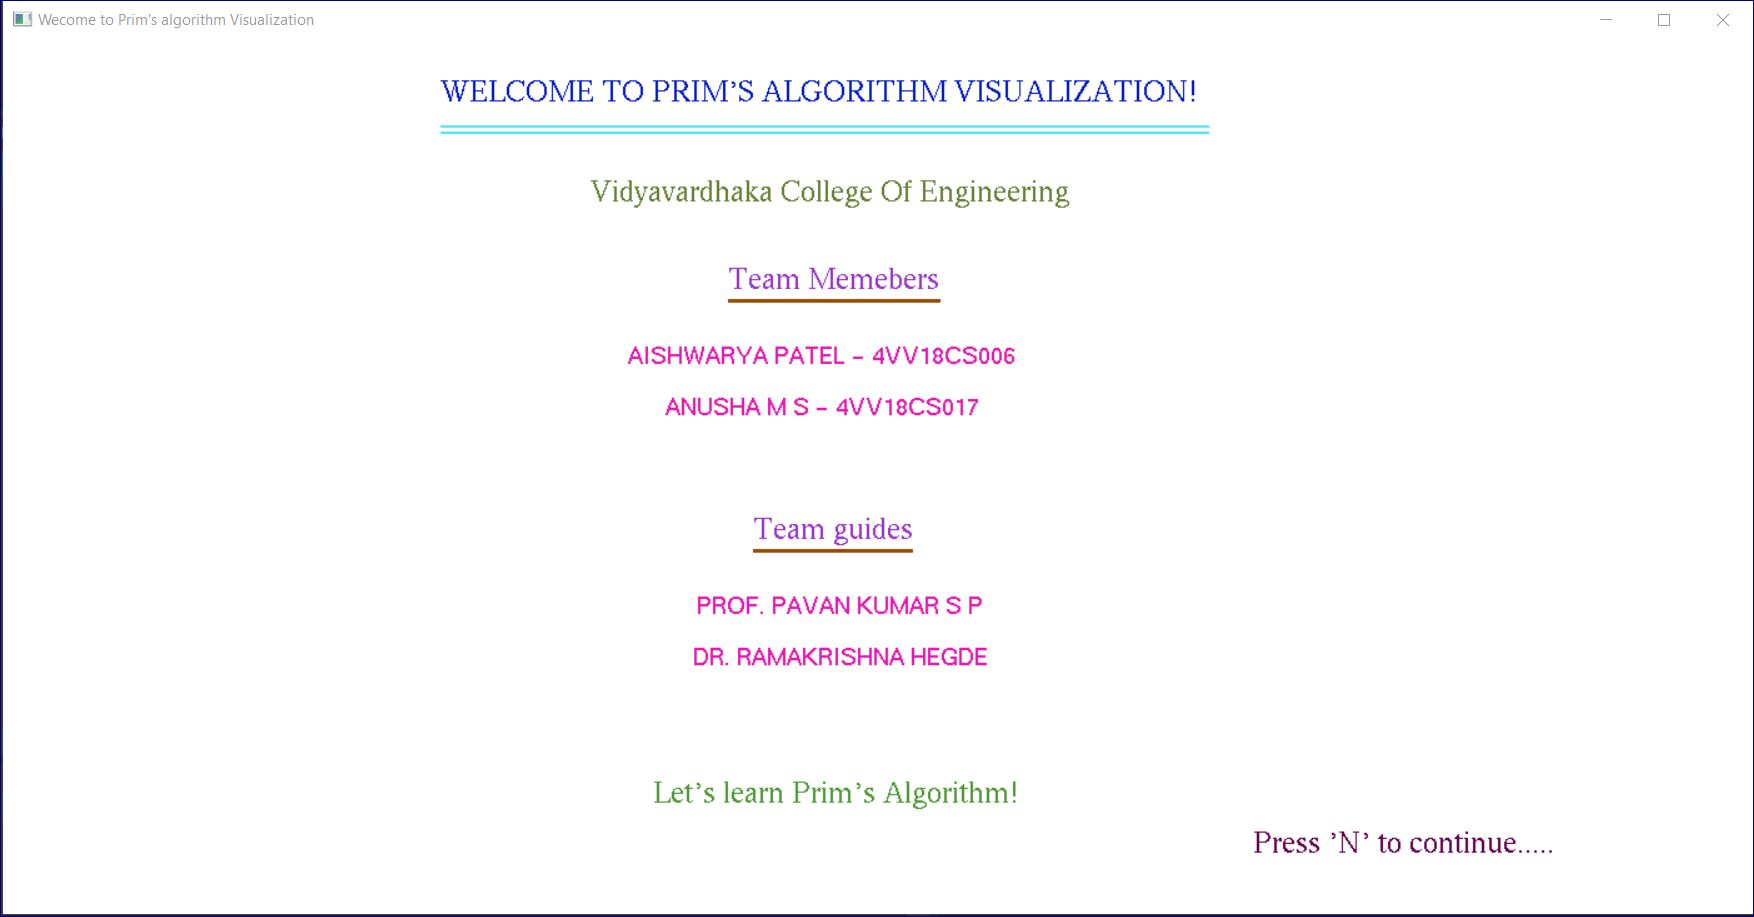 Wecome to Prim's algorithm Visualization
WELCOME TO PRIM’S ALGORITHM VISUALIZATION!
Vidyavardhaka College Of Engineering
Team Memebers
AISHWARYA PATEL – 4VV18CS006
ANUSHA M S – 4VV18CS017
Team guides
PROF. PAVAN KUMAR S P
DR. RAMAKRISHNA HEGDE
Let’s learn Prim’s Algorithm!
Press ’N’ to continue.....